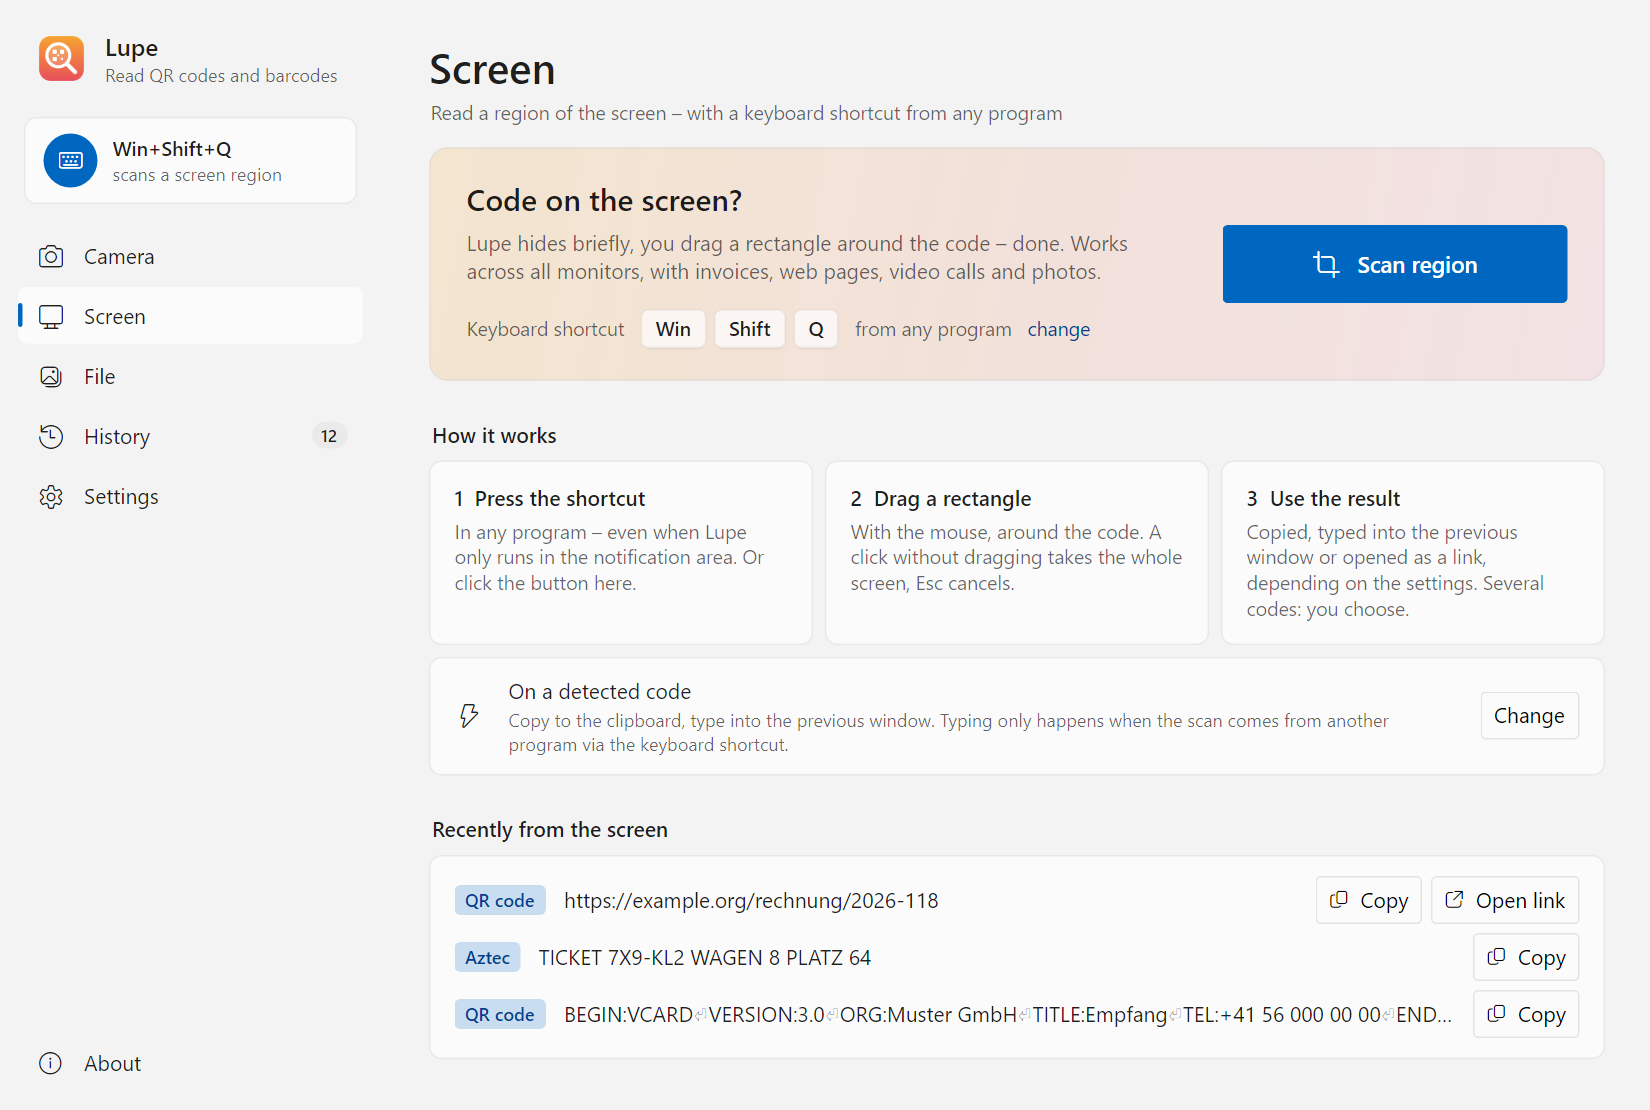 Lupe
Read QR codes and barcodes
Win+Shift+Q
scans a screen region
Camera
Screen
File
History
12
Settings
About
Screen
Read a region of the screen – with a keyboard shortcut from any program
Code on the screen?
Lupe hides briefly, you drag a rectangle around the code – done. Works
across all monitors, with invoices, web pages, video calls and photos.
Keyboard shortcut Win Shift Q from any program change
Scan region
How it works
1 Press the shortcut
In any program – even when Lupe
only runs in the notification area. Or
click the button here.
2 Drag a rectangle
With the mouse, around the code. A
click without dragging takes the whole
screen, Esc cancels.
3 Use the result
Copied, typed into the previous
window or opened as a link,
depending on the settings. Several
codes: you choose.
On a detected code
Copy to the clipboard, type into the previous window. Typing only happens when the scan comes from another
program via the keyboard shortcut.
Change
Recently from the screen
QR code https://example.org/rechnung/2026-118 Copy Open link
Aztec TICKET 7X9-KL2 WAGEN 8 PLATZ 64 Copy
QR code BEGIN:VCARD⏎VERSION:3.0⏎ORG:Muster GmbH⏎TITLE:Empfang⏎TEL:+41 56 000 00 00⏎END... Copy